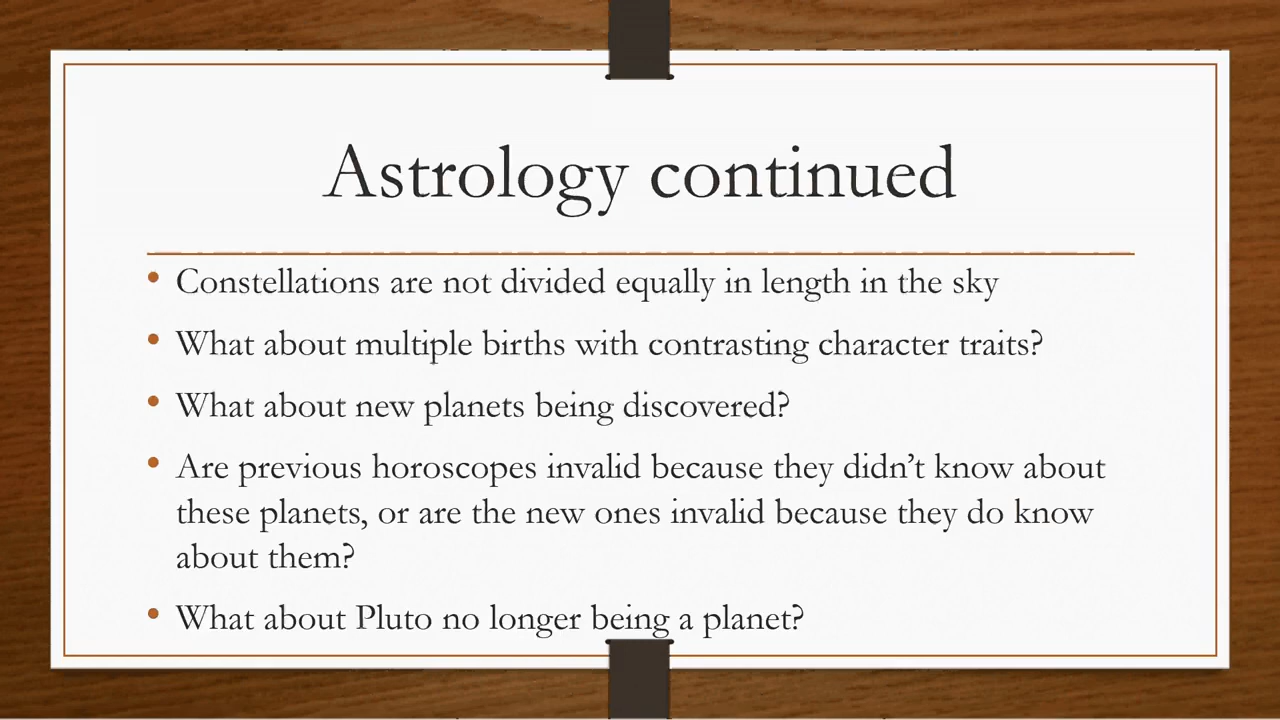 Astrology continued
• Constellations are not divided equally in length in the sky
• What about multiple births with contrasting character traits?
• What about new planets being discovered?
• Are previous horoscopes invalid because they didn’t know about
these planets, or are the new ones invalid because they do know
about them?
• What about Pluto no longer being a planet?